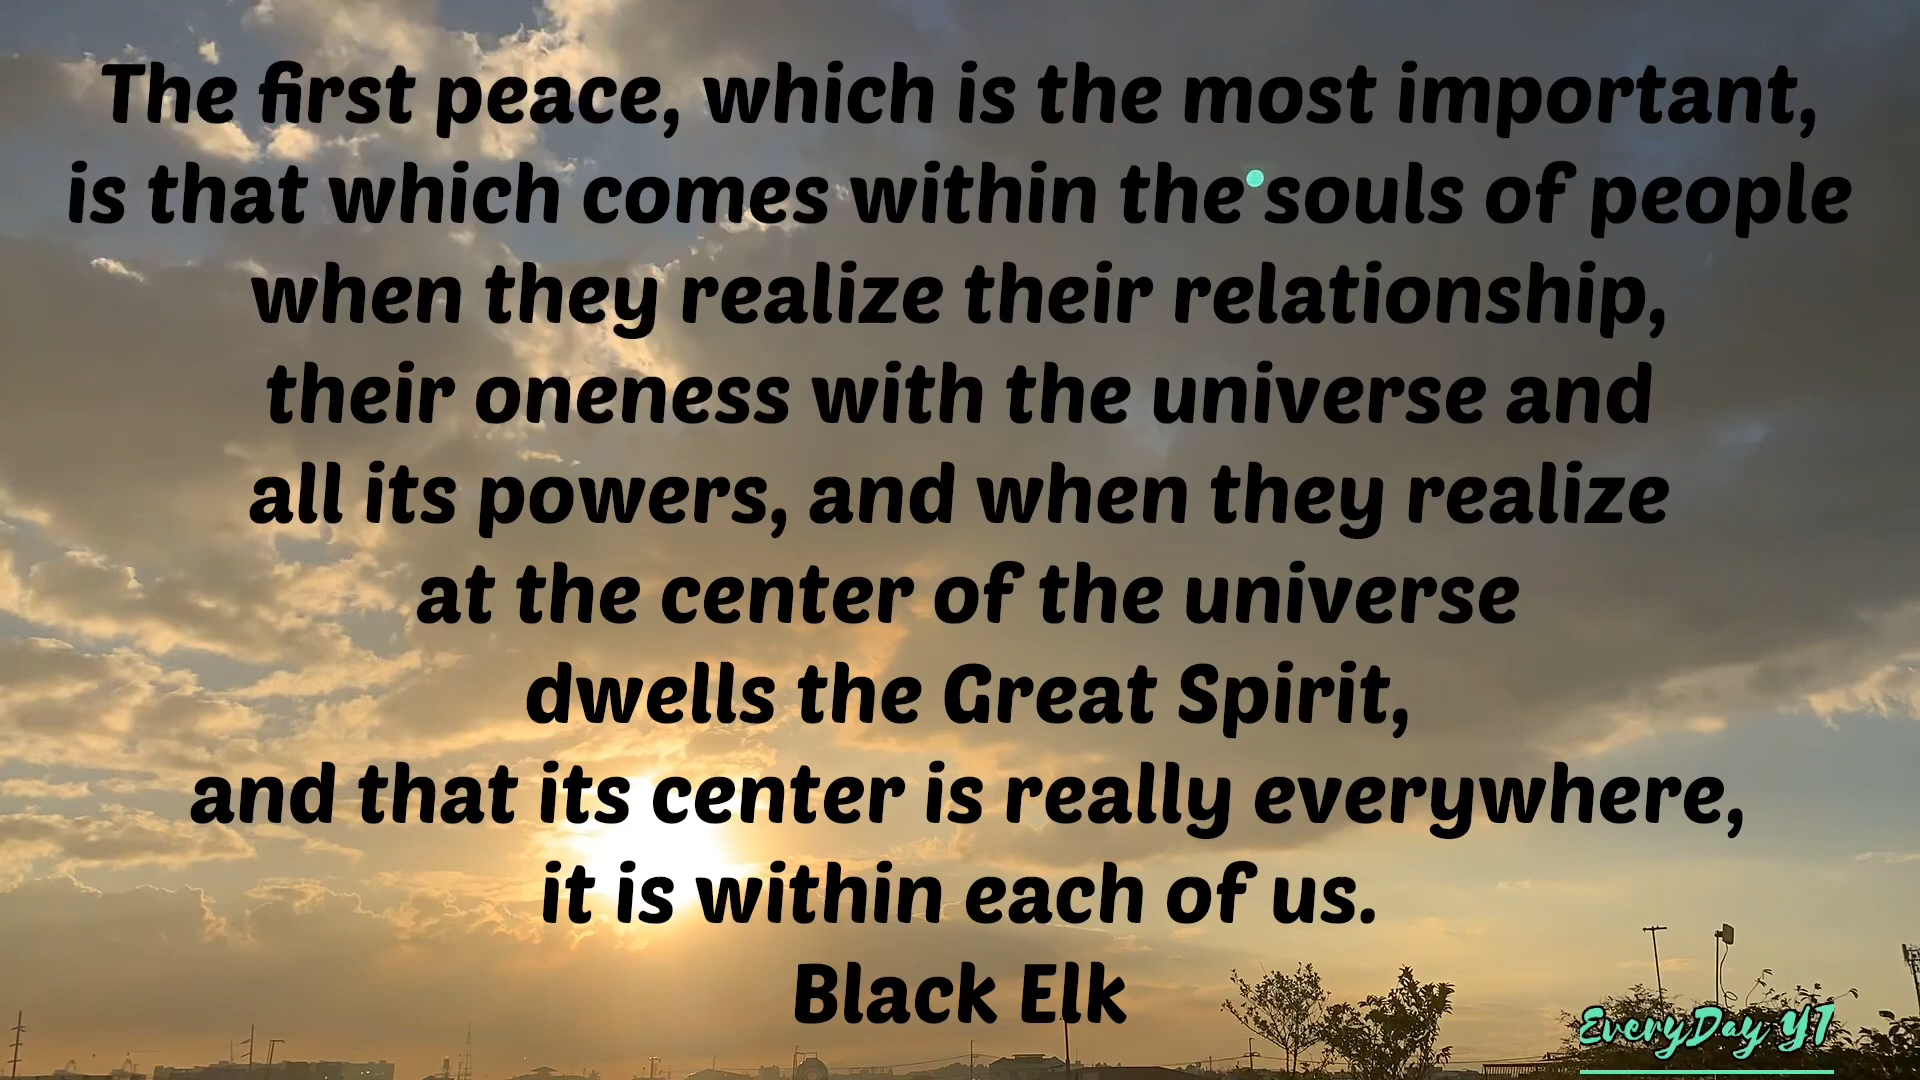 The first peace, which is the most important,
is that which comes within the souls of people
when they realize their relationship,
their oneness with the universe and
all its powers, and when they realize
at the center of the universe
dwells the Great Spirit,
and that its center is really everywhere,
it is within each of us.
Black Elk
EveryDay YT